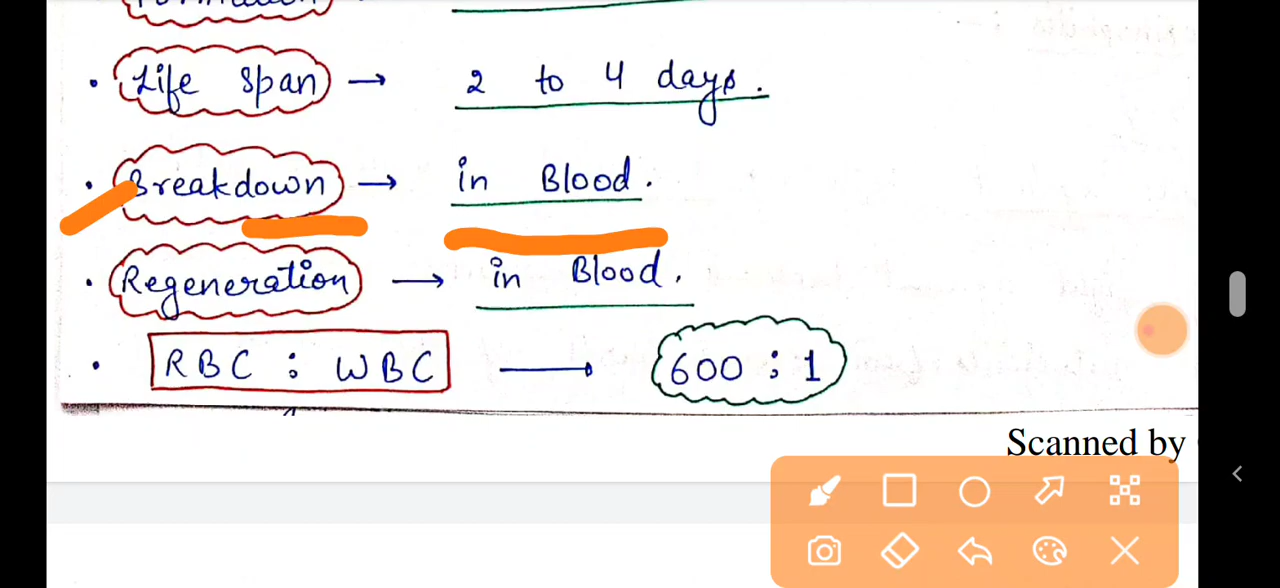 • Life Span → 2 to 4 days.
• Breakdown → in Blood.
• Regeneration → in Blood.
• RBC : WBC → 600 : 1
Scanned by